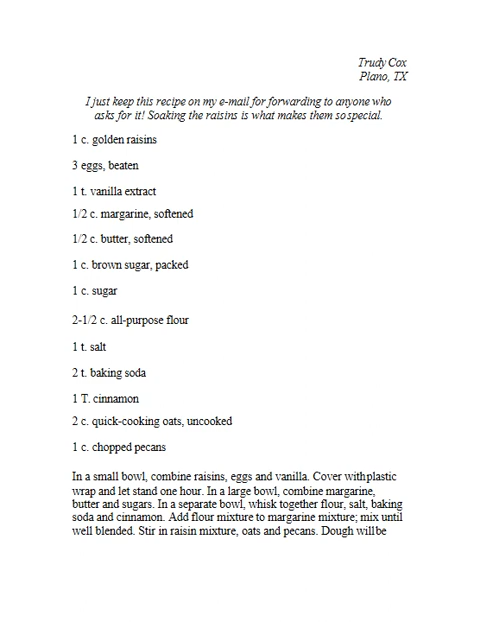 Trudy Cox
Plano, TX
I just keep this recipe on my e-mail for forwarding to anyone who
asks for it! Soaking the raisins is what makes them so special.
1 c. golden raisins
3 eggs, beaten
1 t. vanilla extract
1/2 c. margarine, softened
1/2 c. butter, softened
1 c. brown sugar, packed
1 c. sugar
2-1/2 c. all-purpose flour
1 t. salt
2 t. baking soda
1 T. cinnamon
2 c. quick-cooking oats, uncooked
1 c. chopped pecans
In a small bowl, combine raisins, eggs and vanilla. Cover with plastic
wrap and let stand one hour. In a large bowl, combine margarine,
butter and sugars. In a separate bowl, whisk together flour, salt, baking
soda and cinnamon. Add flour mixture to margarine mixture; mix until
well blended. Stir in raisin mixture, oats and pecans. Dough will be